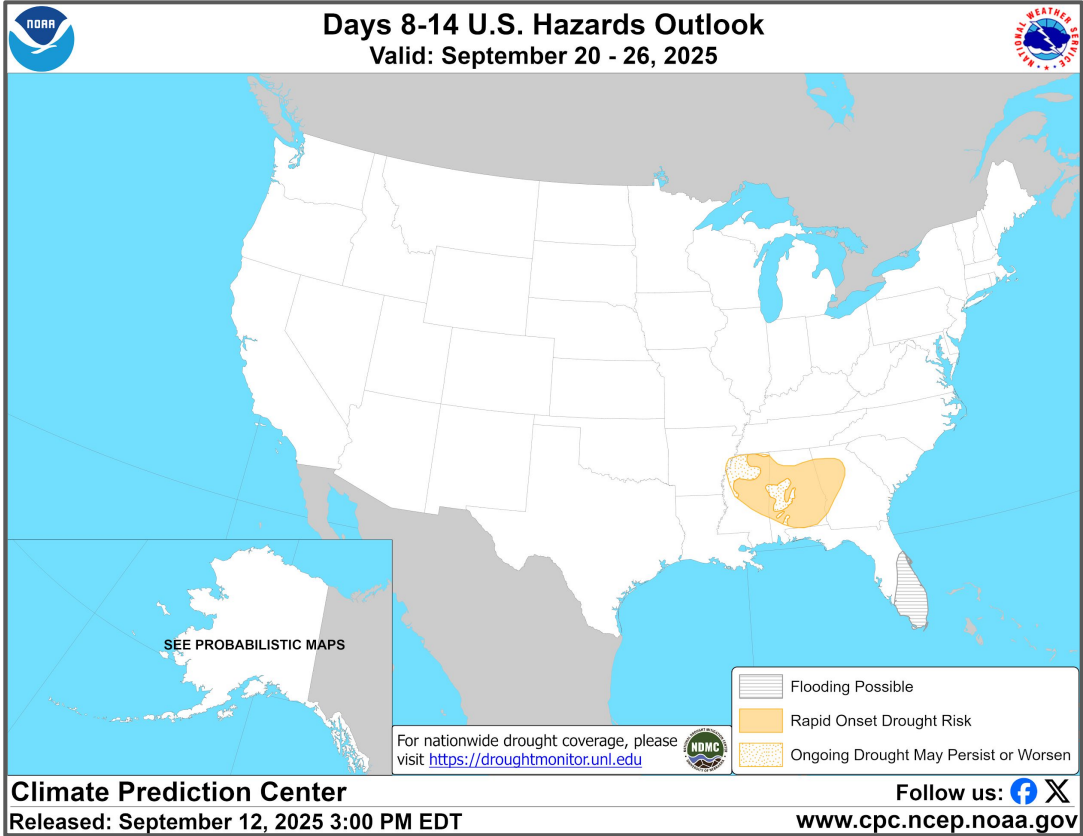 NOAA
Days 8-14 U.S. Hazards Outlook
Valid: September 20 - 26, 2025
NATIONAL WEATHER SERVICE
SEE PROBABILISTIC MAPS
For nationwide drought coverage, please
visit https://droughtmonitor.unl.edu
NDMC
Flooding Possible
Rapid Onset Drought Risk
Ongoing Drought May Persist or Worsen
Climate Prediction Center
Released: September 12, 2025 3:00 PM EDT
Follow us:
www.cpc.ncep.noaa.gov